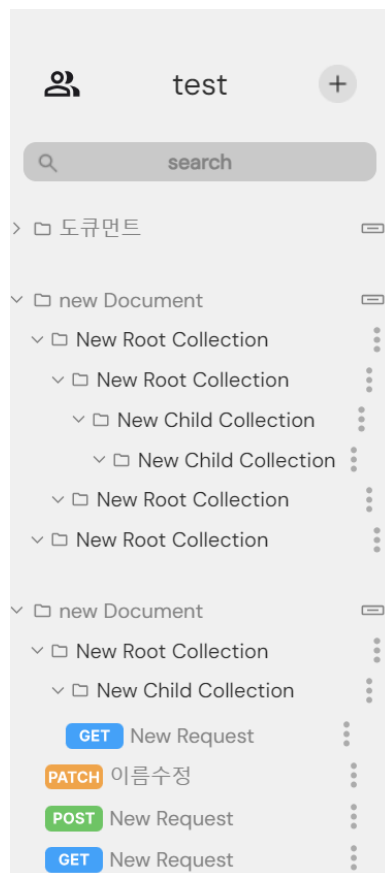 test
search
도큐먼트
new Document
New Root Collection
New Root Collection
New Child Collection
New Child Collection
New Root Collection
New Root Collection
new Document
New Root Collection
New Child Collection
GET New Request
PATCH 이름수정
POST New Request
GET New Request